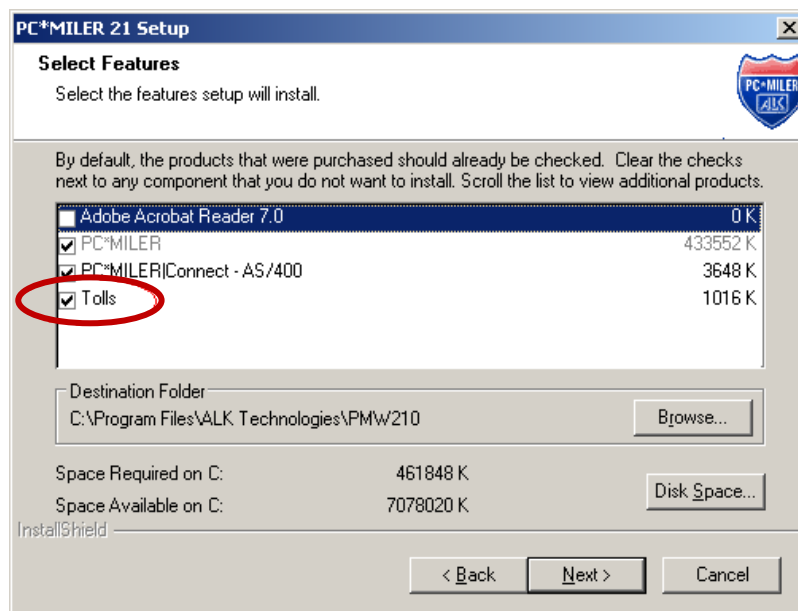 PC*MILER 21 Setup
Select Features
Select the features setup will install.
PC*MILER
ALK
By default, the products that were purchased should already be checked. Clear the checks
next to any component that you do not want to install. Scroll the list to view additional products.
Adobe Acrobat Reader 7.0 0 K
PC*MILER 433552 K
PC*MILER|Connect - AS/400 3648 K
Tolls 1016 K
Destination Folder
C:\Program Files\ALK Technologies\PMW210 Browse...
Space Required on C: 461848 K
Space Available on C: 7078020 K
Disk Space...
InstallShield
< Back Next > Cancel